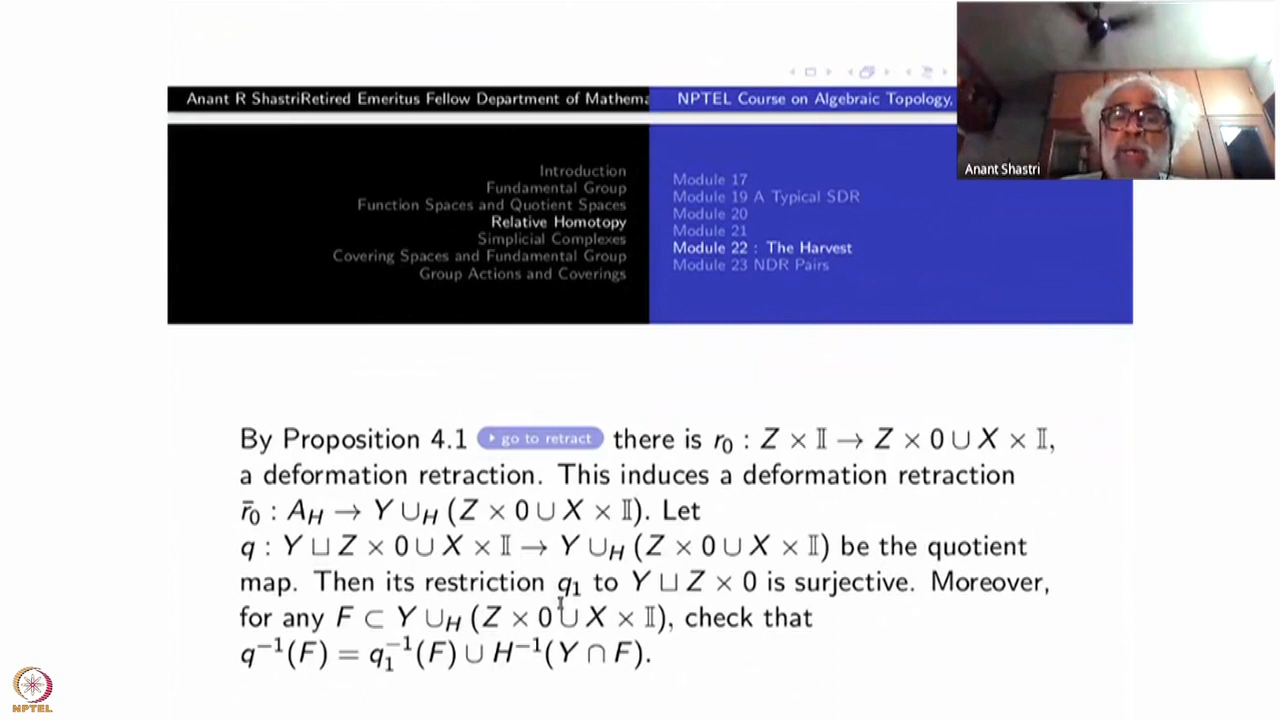 Anant R ShastriRetired Emeritus Fellow Department of Mathema
NPTEL Course on Algebraic Topology,
Anant Shastri
Introduction
Fundamental Group
Function Spaces and Quotient Spaces
Relative Homotopy
Simplicial Complexes
Covering Spaces and Fundamental Group
Group Actions and Coverings
Module 17
Module 19 A Typical SDR
Module 20
Module 21
Module 22 : The Harvest
Module 23 NDR Pairs
By Proposition 4.1 go to retract there is r₀ : Z × 𝕀 → Z × 0 ∪ X × 𝕀,
a deformation retraction. This induces a deformation retraction
r̄₀ : A_H → Y ∪_H (Z × 0 ∪ X × 𝕀). Let
q : Y ⊔ Z × 0 ∪ X × 𝕀 → Y ∪_H (Z × 0 ∪ X × 𝕀) be the quotient
map. Then its restriction q₁ to Y ⊔ Z × 0 is surjective. Moreover,
for any F ⊂ Y ∪_H (Z × 0 ∪ X × 𝕀), check that
q⁻¹(F) = q₁⁻¹(F) ∪ H⁻¹(Y ∩ F).
NPTEL